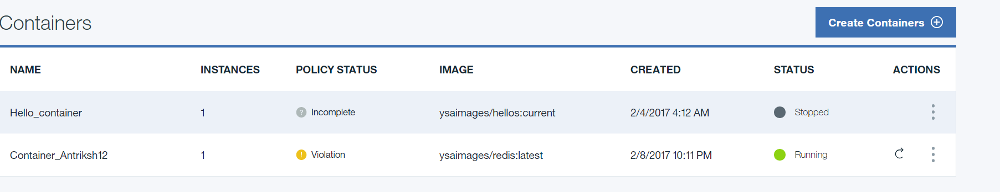 Containers
Create Containers
NAME INSTANCES POLICY STATUS IMAGE CREATED STATUS ACTIONS
Hello_container 1 Incomplete ysaimages/hellos:current 2/4/2017 4:12 AM Stopped
Container_Antriksh12 1 Violation ysaimages/redis:latest 2/8/2017 10:11 PM Running